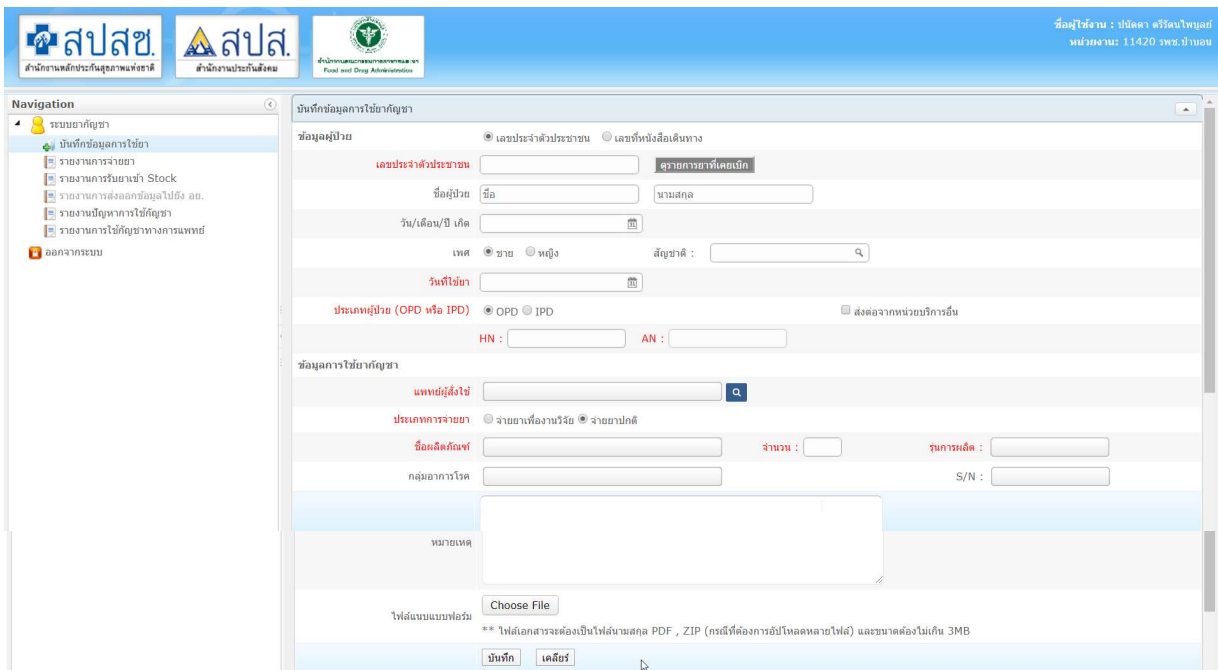 สปสช.
สำนักงานหลักประกันสุขภาพแห่งชาติ
สปส.
สำนักงานประกันสังคม
สำนักงานคณะกรรมการอาหารและยา
Food and Drug Administration
ชื่อผู้ใช้งาน : ปนัดดา ตรีรัตนไพบูลย์
หน่วยงาน: 11420 รพช.ป่าบอน
Navigation
ระบบยากัญชา
บันทึกข้อมูลการใช้ยา
รายงานการจ่ายยา
รายงานการรับยาเข้า Stock
รายงานการส่งออกข้อมูลไปยัง อย.
รายงานปัญหาการใช้กัญชา
รายงานการใช้กัญชาทางการแพทย์
ออกจากระบบ
บันทึกข้อมูลการใช้ยากัญชา
ข้อมูลผู้ป่วย เลขประจำตัวประชาชน เลขที่หนังสือเดินทาง
เลขประจำตัวประชาชน ดูรายการยาที่เคยเบิก
ชื่อผู้ป่วย ชื่อ นามสกุล
วัน/เดือน/ปี เกิด
เพศ ชาย หญิง สัญชาติ :
วันที่ใช้ยา
ประเภทผู้ป่วย (OPD หรือ IPD) OPD IPD ส่งต่อจากหน่วยบริการอื่น
HN : AN :
ข้อมูลการใช้ยากัญชา
แพทย์ผู้สั่งใช้
ประเภทการจ่ายยา จ่ายยาเพื่องานวิจัย จ่ายยาปกติ
ชื่อผลิตภัณฑ์ จำนวน : รุ่นการผลิต :
กลุ่มอาการโรค S/N :
หมายเหตุ
ไฟล์แนบแบบฟอร์ม Choose File
** ไฟล์เอกสารจะต้องเป็นไฟล์นามสกุล PDF , ZIP (กรณีที่ต้องการอัปโหลดหลายไฟล์) และขนาดต้องไม่เกิน 3MB
บันทึก เคลียร์